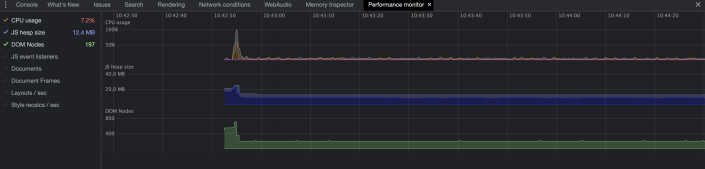 Console What's New Issues Search Rendering Network conditions WebAudio Memory Inspector Performance monitor ×
CPU usage 7.2%
JS heap size 12.4 MB
DOM Nodes 197
JS event listeners
Documents
Document Frames
Layouts / sec
Style recalcs / sec
10:42:30 10:42:40 10:42:50 10:43:00 10:43:10 10:43:20 10:43:30 10:43:40 10:43:50 10:44:00 10:44:10 10:44:20
CPU usage
100%
50%
JS heap size
40.0 MB
20.0 MB
DOM Nodes
800
400